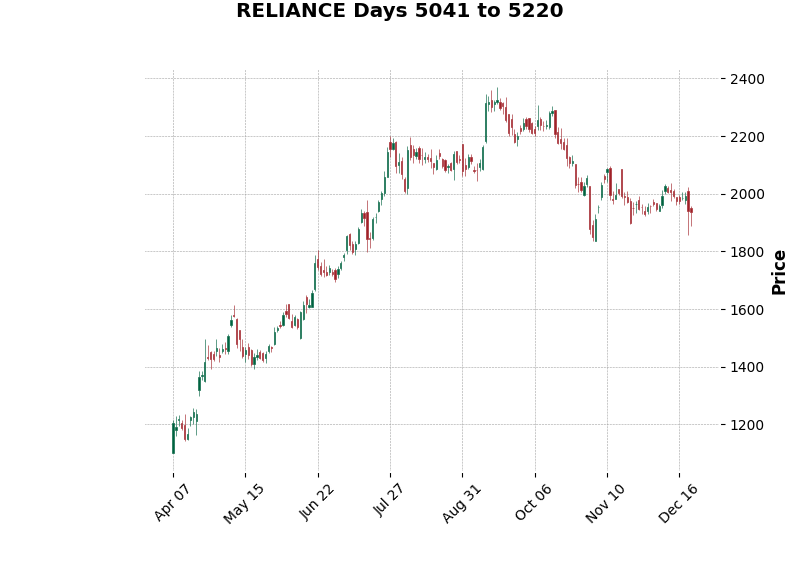 RELIANCE Days 5041 to 5220
2400
2200
2000
1800
1600
1400
1200
Price
Apr 07
May 15
Jun 22
Jul 27
Aug 31
Oct 06
Nov 10
Dec 16